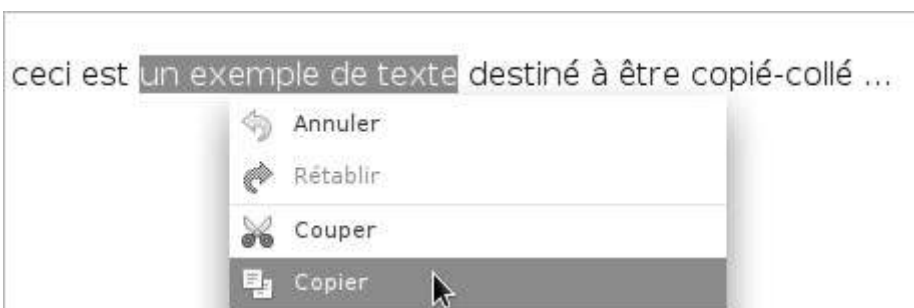 ceci est un exemple de texte destiné à être copié-collé ...
Annuler
Rétablir
Couper
Copier